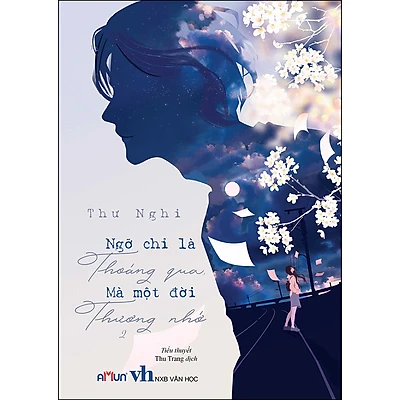 Thư Nghi
Ngỡ chỉ là
Thoáng qua,
Mà một đời
Thương nhớ
2
Tiểu thuyết
Thu Trang dịch
AMUN vh NXB VĂN HỌC